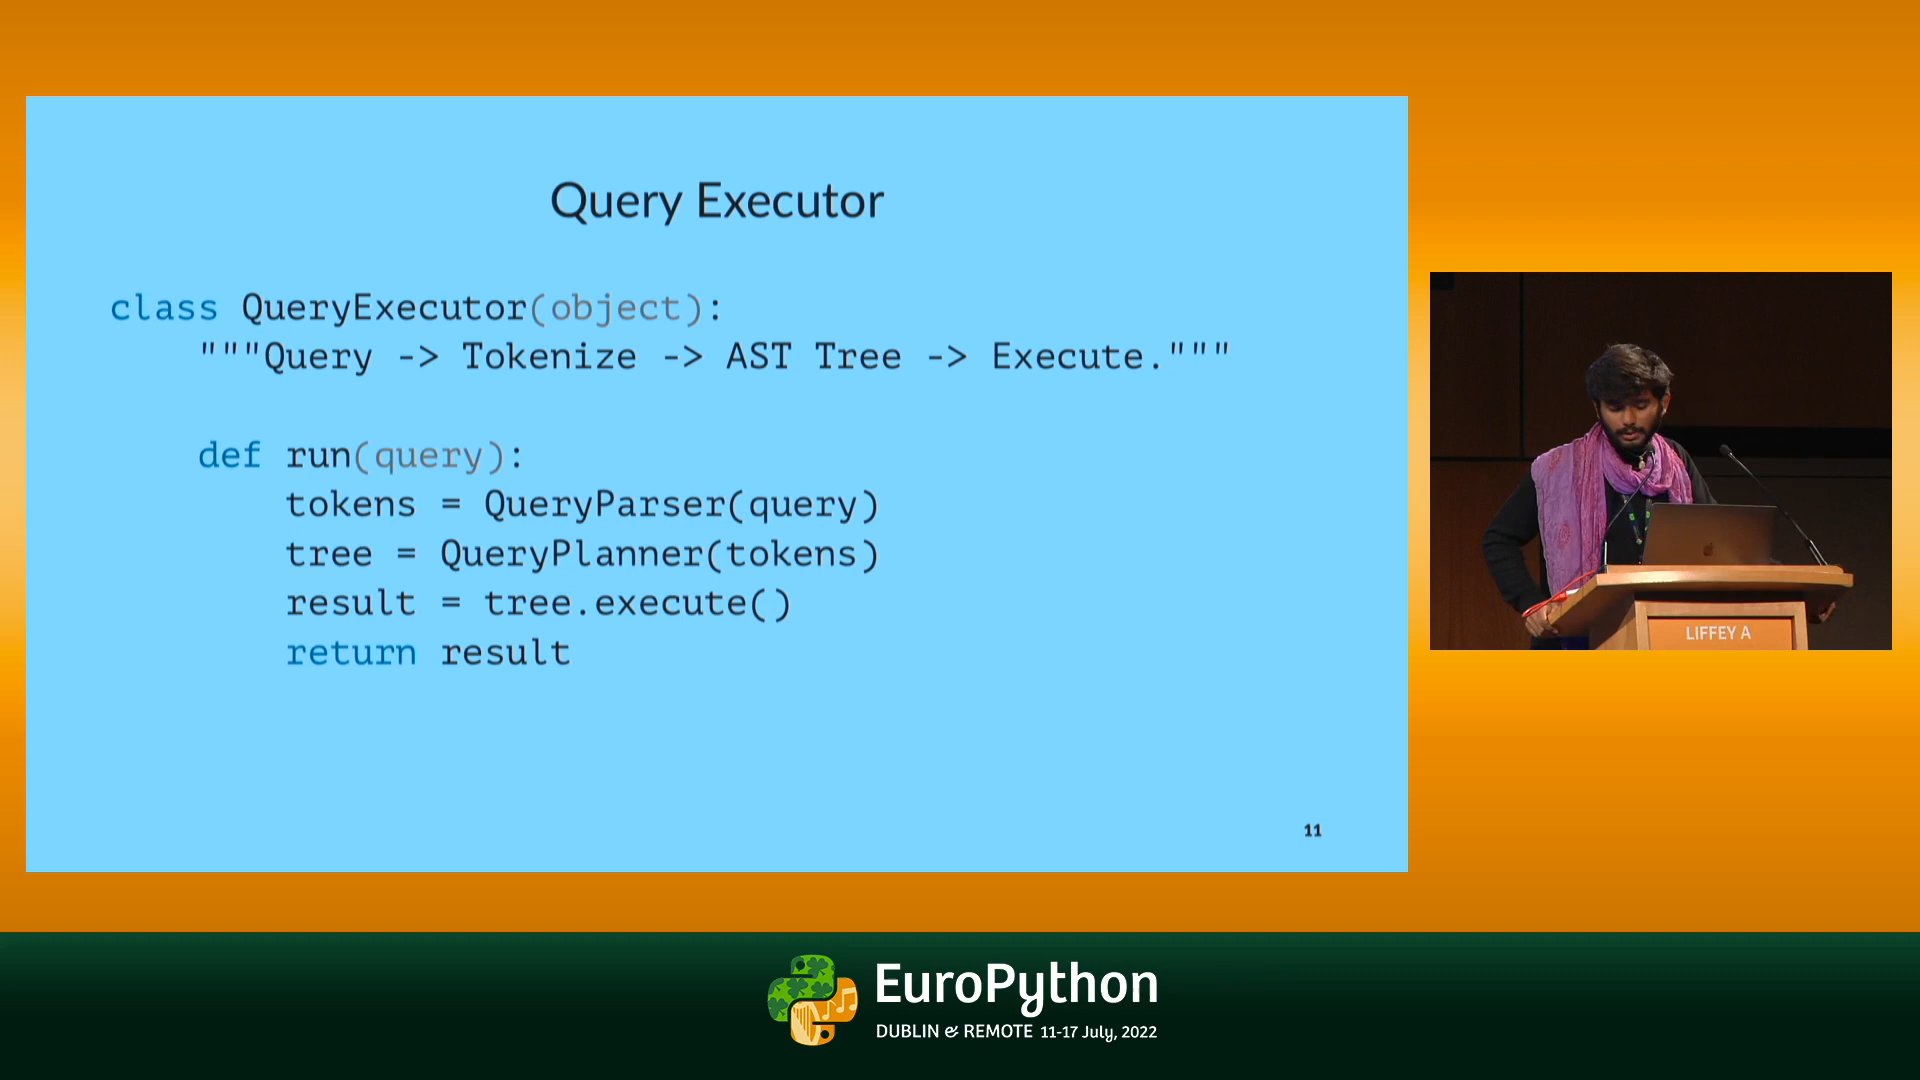 Query Executor
class QueryExecutor(object):
"""Query -> Tokenize -> AST Tree -> Execute."""
def run(query):
tokens = QueryParser(query)
tree = QueryPlanner(tokens)
result = tree.execute()
return result
11
LIFFEY A
EuroPython
DUBLIN & REMOTE 11-17 July, 2022